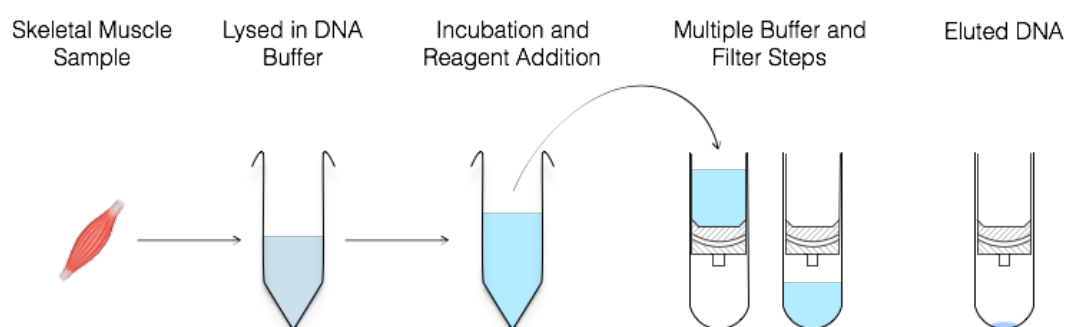 Skeletal Muscle
Sample
Lysed in DNA
Buffer
Incubation and
Reagent Addition
Multiple Buffer and
Filter Steps
Eluted DNA